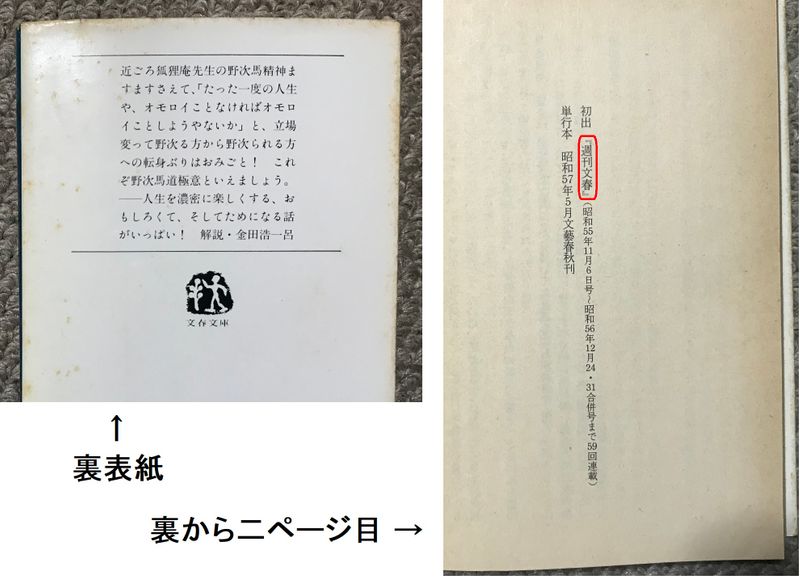 近ごろ狐狸庵先生の野次馬精神ま
すますさえて、「たった一度の人生
や、オモロイことなければオモロ
イことしようやないか」と、立場
変って野次る方から野次られる方
への転身ぶりはおみごと！　これ
ぞ野次馬道極意といえましょう。
――人生を濃密に楽しくする、お
もしろくて、そしてためになる話
がいっぱい！　解説・金田浩一呂
文春文庫
↑
裏表紙
初出『週刊文春』（昭和55年11月6日号～昭和56年12月24・31合併号まで59回連載）
単行本　昭和57年5月文藝春秋刊
裏から二ページ目 →